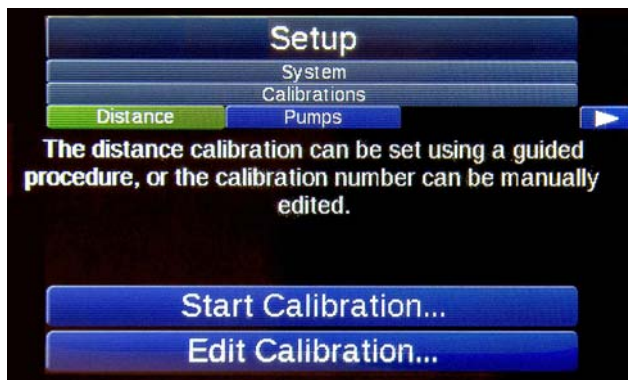 Setup
System
Calibrations
Distance Pumps
The distance calibration can be set using a guided
procedure, or the calibration number can be manually
edited.
Start Calibration...
Edit Calibration...